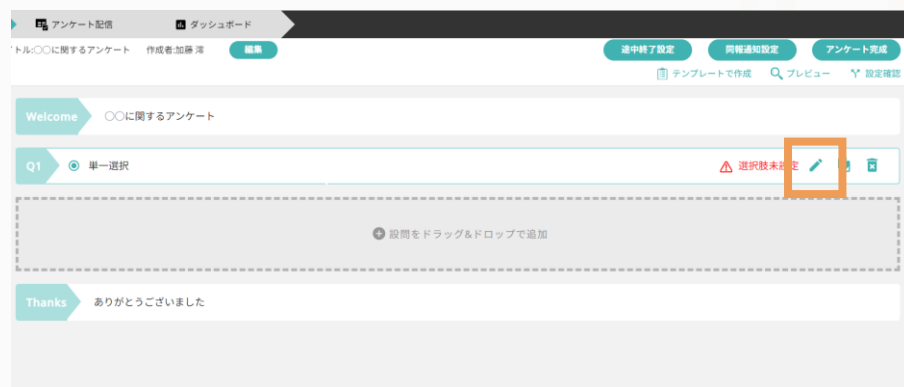 アンケート配信 ダッシュボード
トル:○○に関するアンケート 作成者:加藤 澪 編集 途中終了設定 同報通知設定 アンケート完成
テンプレートで作成 プレビュー 設定確認
Welcome ○○に関するアンケート
Q1 単一選択 選択肢未設定
設問をドラッグ&ドロップで追加
Thanks ありがとうございました